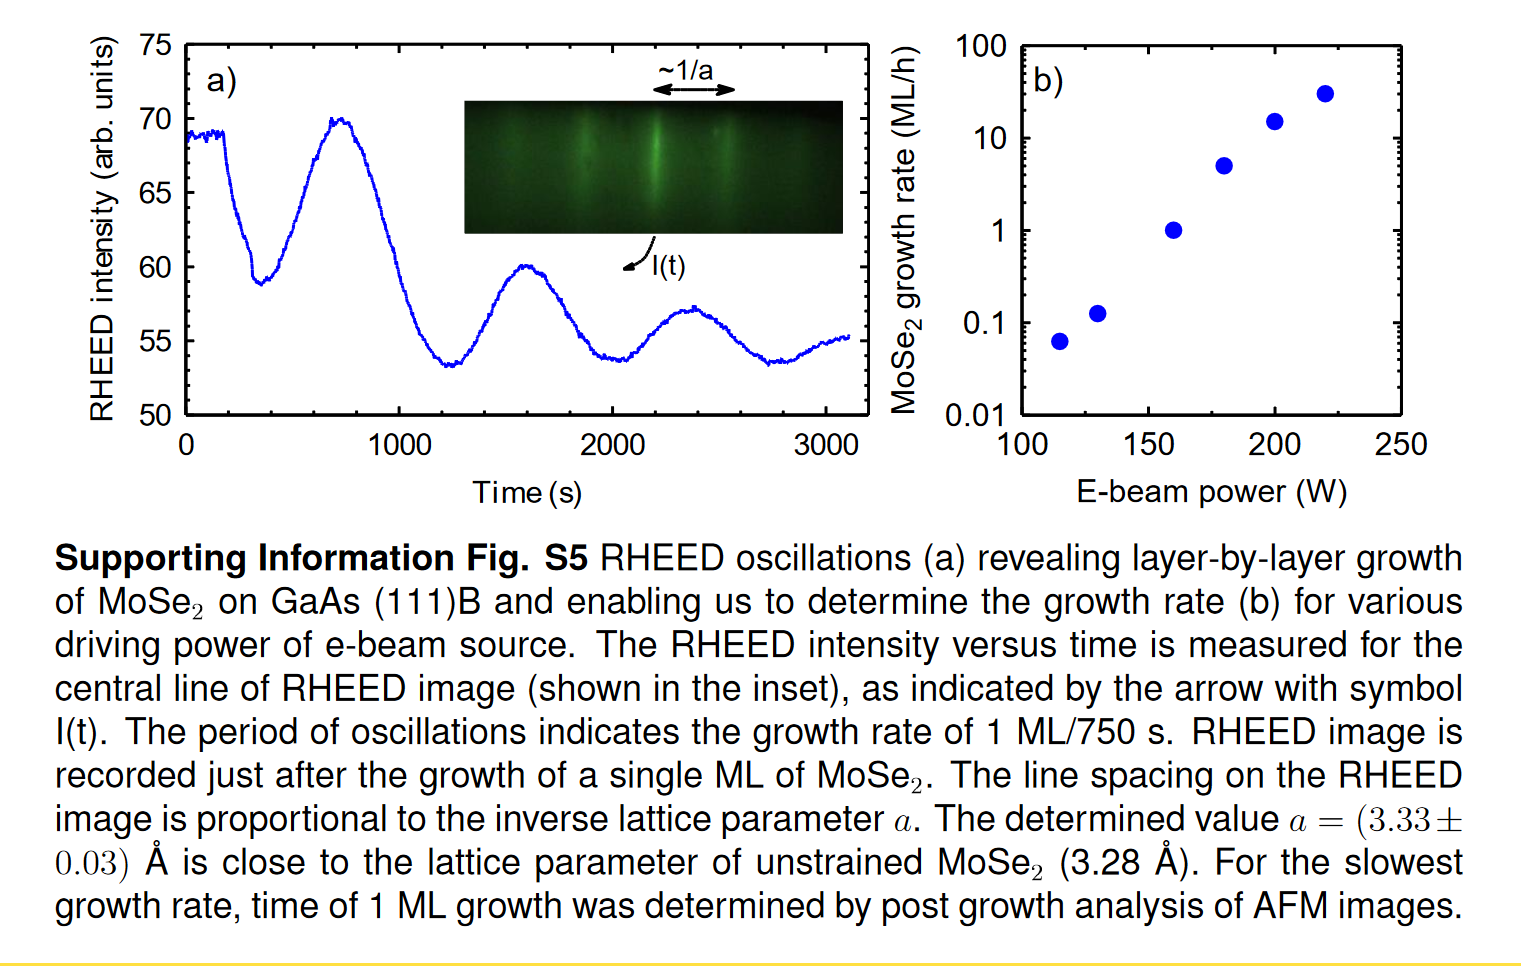 75
70
65
60
55
50
RHEED intensity (arb. units)
a)
~1/a
I(t)
0
1000
2000
3000
Time (s)
100
10
1
0.1
0.01
MoSe2 growth rate (ML/h)
b)
100
150
200
250
E-beam power (W)
Supporting Information Fig. S5 RHEED oscillations (a) revealing layer-by-layer growth
of MoSe₂ on GaAs (111)B and enabling us to determine the growth rate (b) for various
driving power of e-beam source. The RHEED intensity versus time is measured for the
central line of RHEED image (shown in the inset), as indicated by the arrow with symbol
I(t). The period of oscillations indicates the growth rate of 1 ML/750 s. RHEED image is
recorded just after the growth of a single ML of MoSe₂. The line spacing on the RHEED
image is proportional to the inverse lattice parameter a. The determined value a = (3.33±
0.03) Å is close to the lattice parameter of unstrained MoSe₂ (3.28 Å). For the slowest
growth rate, time of 1 ML growth was determined by post growth analysis of AFM images.